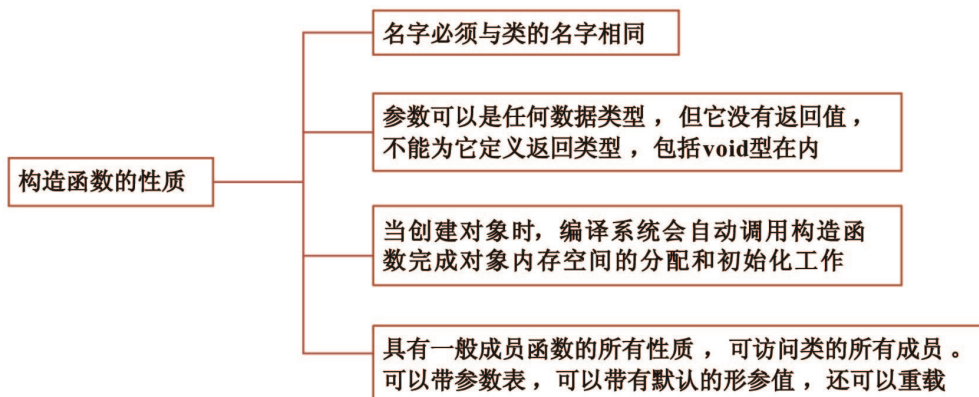 名字必须与类的名字相同
参数可以是任何数据类型，但它没有返回值，
不能为它定义返回类型，包括void型在内
构造函数的性质
当创建对象时，编译系统会自动调用构造函
数完成对象内存空间的分配和初始化工作
具有一般成员函数的所有性质，可访问类的所有成员。
可以带参数表，可以带有默认的形参值，还可以重载